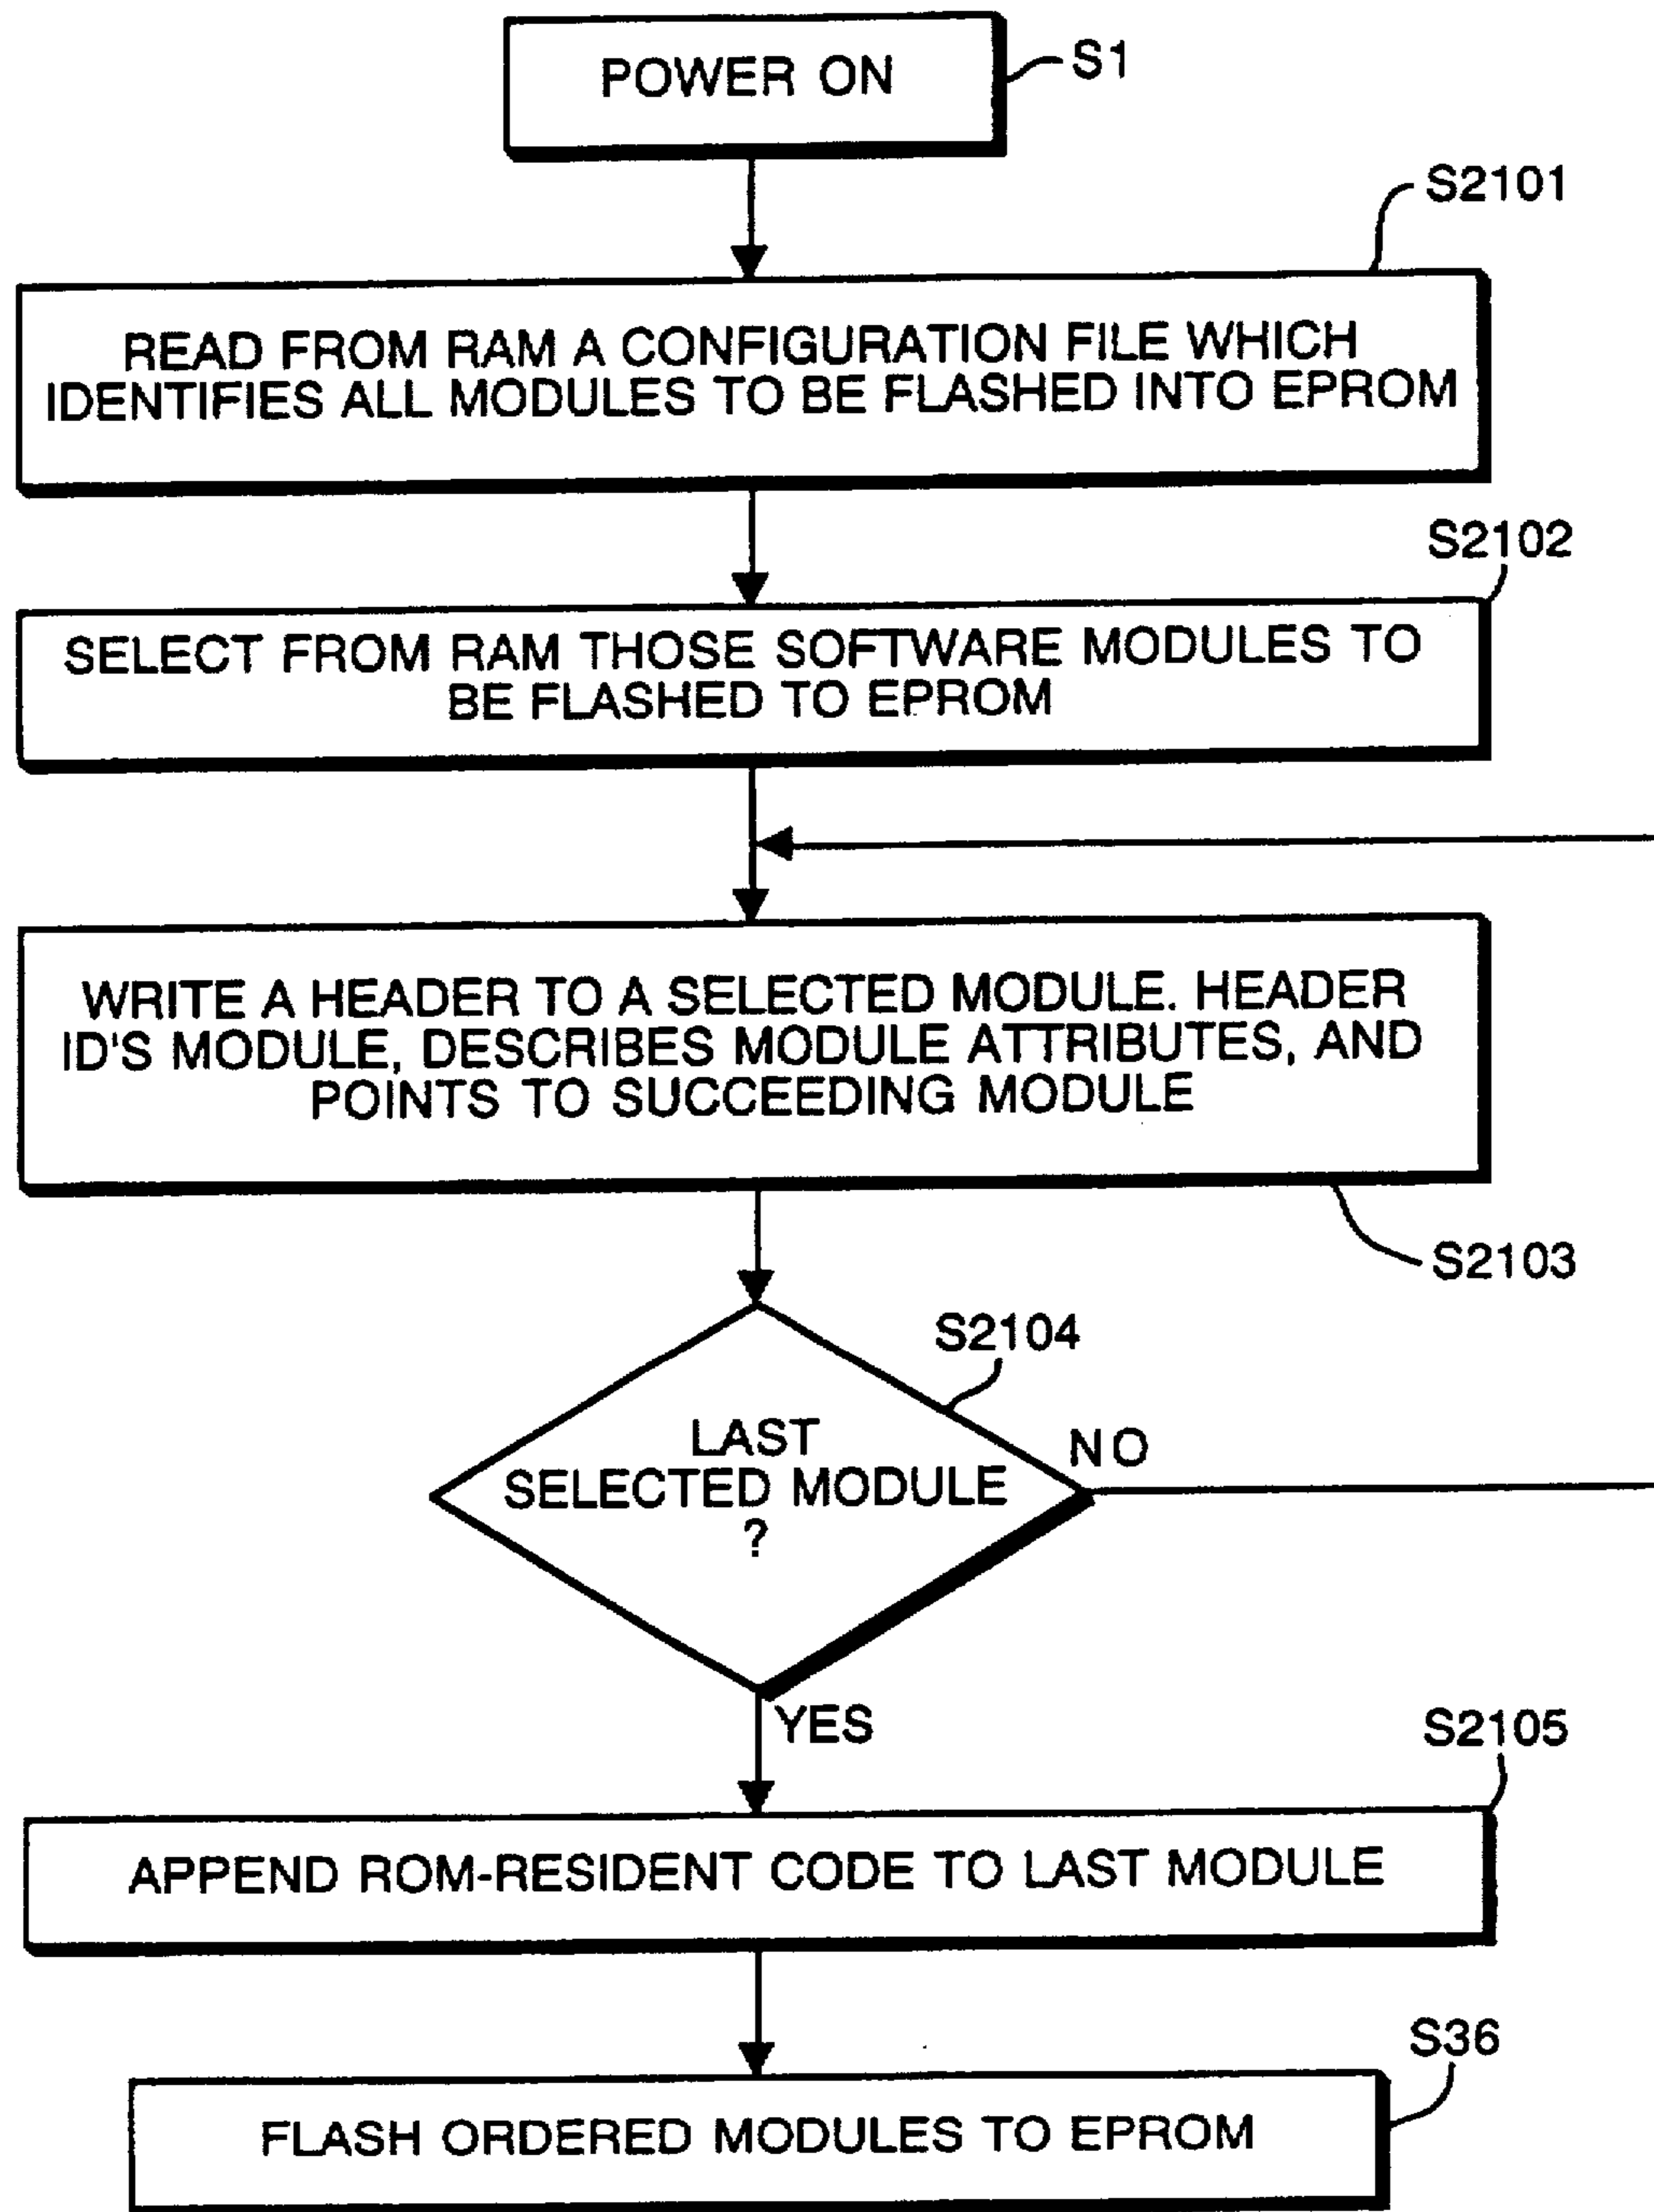 POWER ON
S1
S2101
READ FROM RAM A CONFIGURATION FILE WHICH
IDENTIFIES ALL MODULES TO BE FLASHED INTO EPROM
S2102
SELECT FROM RAM THOSE SOFTWARE MODULES TO
BE FLASHED TO EPROM
WRITE A HEADER TO A SELECTED MODULE. HEADER
ID'S MODULE, DESCRIBES MODULE ATTRIBUTES, AND
POINTS TO SUCCEEDING MODULE
S2103
S2104
LAST
SELECTED MODULE
?
NO
YES
S2105
APPEND ROM-RESIDENT CODE TO LAST MODULE
S36
FLASH ORDERED MODULES TO EPROM